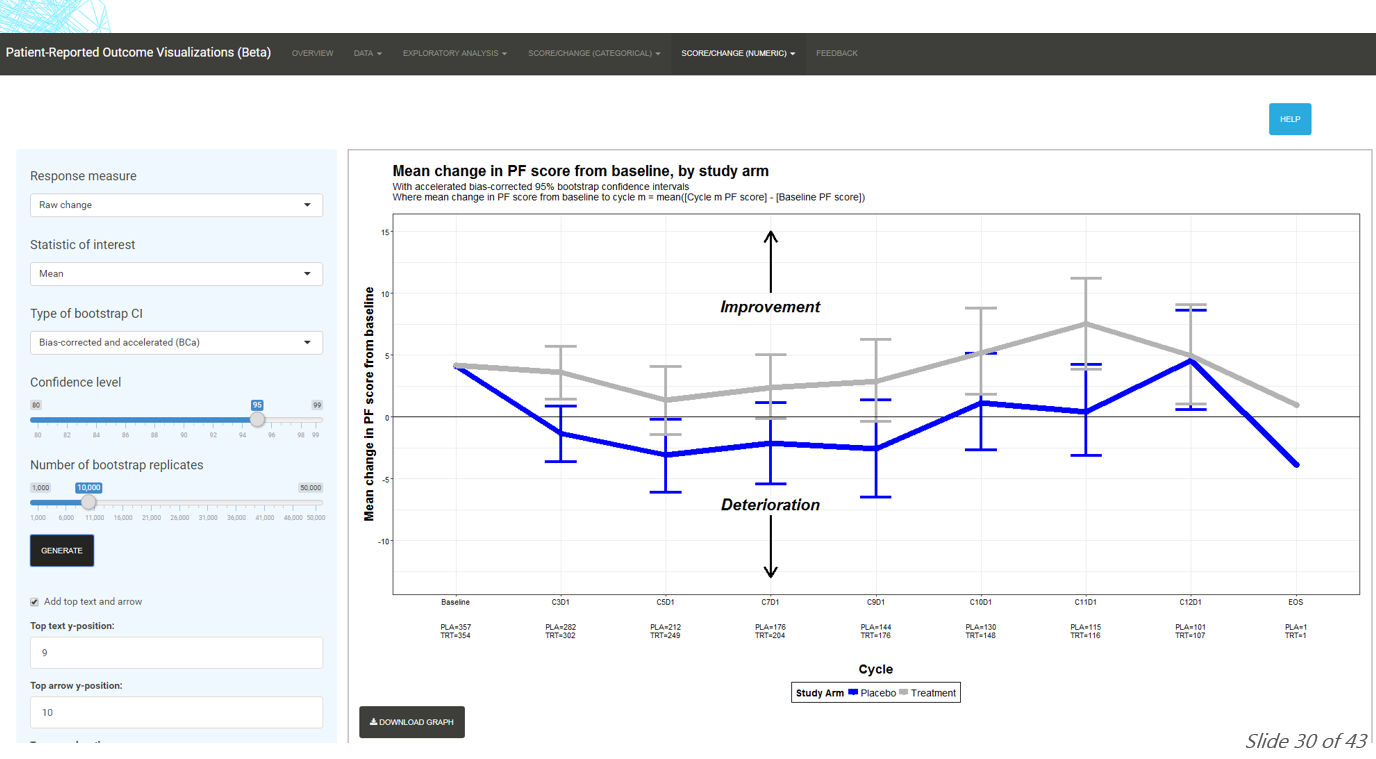 Patient-Reported Outcome Visualizations (Beta) OVERVIEW DATA EXPLORATORY ANALYSIS SCORE/CHANGE (CATEGORICAL) SCORE/CHANGE (NUMERIC) FEEDBACK
HELP
Response measure
Raw change
Statistic of interest
Mean
Type of bootstrap CI
Bias-corrected and accelerated (BCa)
Confidence level
80 95 99
80 82 84 86 88 90 92 94 96 98 99
Number of bootstrap replicates
1,000 10,000 50,000
1,000 6,000 11,000 16,000 21,000 26,000 31,000 36,000 41,000 46,000 50,000
GENERATE
Add top text and arrow
Top text y-position:
9
Top arrow y-position:
10
Mean change in PF score from baseline, by study arm
With accelerated bias-corrected 95% bootstrap confidence intervals
Where mean change in PF score from baseline to cycle m = mean([Cycle m PF score] - [Baseline PF score])
Mean change in PF score from baseline
15
10
5
0
-5
-10
Improvement
Deterioration
Baseline C3D1 C5D1 C7D1 C9D1 C10D1 C11D1 C12D1 EOS
PLA=357 PLA=282 PLA=212 PLA=176 PLA=144 PLA=130 PLA=115 PLA=101 PLA=1
TRT=354 TRT=302 TRT=249 TRT=204 TRT=176 TRT=148 TRT=116 TRT=107 TRT=1
Cycle
Study Arm Placebo Treatment
DOWNLOAD GRAPH
Slide 30 of 43